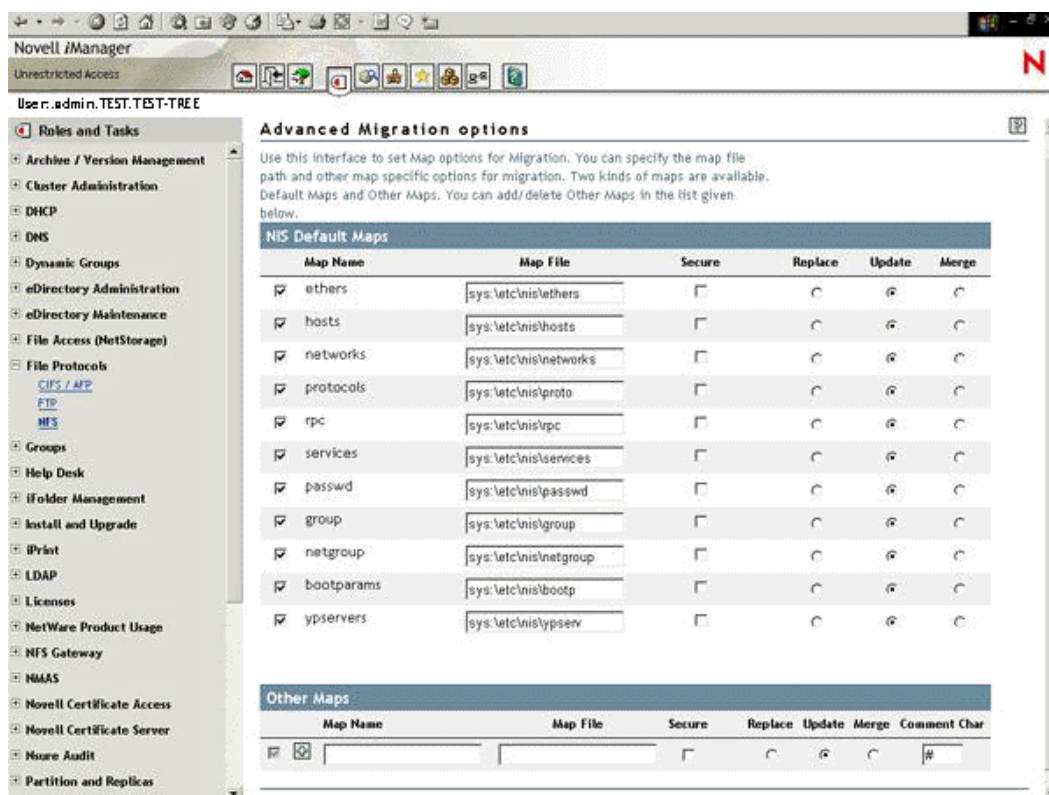 Novell iManager
Unrestricted Access
N
User:.admin.TEST.TEST-TREE
Roles and Tasks
Archive / Version Management
Cluster Administration
DHCP
DNS
Dynamic Groups
eDirectory Administration
eDirectory Maintenance
File Access (NetStorage)
File Protocols
CIFS / AFP
FTP
NFS
Groups
Help Desk
iFolder Management
Install and Upgrade
iPrint
LDAP
Licenses
NetWare Product Usage
NFS Gateway
NMAS
Novell Certificate Access
Novell Certificate Server
Nsure Audit
Partition and Replicas
Advanced Migration options
?
Use this interface to set Map options for Migration. You can specify the map file
path and other map specific options for migration. Two kinds of maps are available.
Default Maps and Other Maps. You can add/delete Other Maps in the list given
below.
NIS Default Maps
Map Name Map File Secure Replace Update Merge
ethers sys:\etc\nis\ethers
hosts sys:\etc\nis\hosts
networks sys:\etc\nis\networks
protocols sys:\etc\nis\proto
rpc sys:\etc\nis\rpc
services sys:\etc\nis\services
passwd sys:\etc\nis\passwd
group sys:\etc\nis\group
netgroup sys:\etc\nis\netgroup
bootparams sys:\etc\nis\bootp
ypservers sys:\etc\nis\ypserv
Other Maps
Map Name Map File Secure Replace Update Merge Comment Char
#